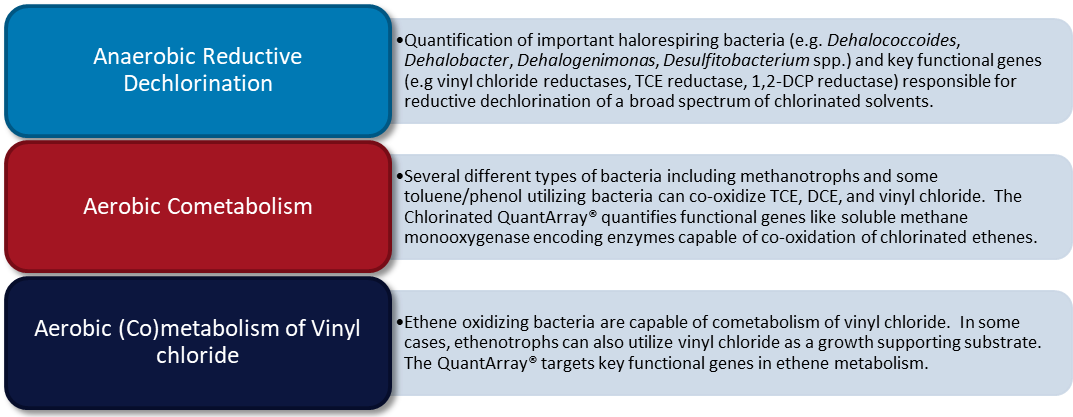 Anaerobic Reductive
Dechlorination
•Quantification of important halorespiring bacteria (e.g. Dehalococcoides,
Dehalobacter, Dehalogenimonas, Desulfitobacterium spp.) and key functional genes
(e.g vinyl chloride reductases, TCE reductase, 1,2-DCP reductase) responsible for
reductive dechlorination of a broad spectrum of chlorinated solvents.
Aerobic Cometabolism
•Several different types of bacteria including methanotrophs and some
toluene/phenol utilizing bacteria can co-oxidize TCE, DCE, and vinyl chloride.  The
Chlorinated QuantArray® quantifies functional genes like soluble methane
monooxygenase encoding enzymes capable of co-oxidation of chlorinated ethenes.
Aerobic (Co)metabolism of Vinyl
chloride
•Ethene oxidizing bacteria are capable of cometabolism of vinyl chloride.  In some
cases, ethenotrophs can also utilize vinyl chloride as a growth supporting substrate.
The QuantArray® targets key functional genes in ethene metabolism.